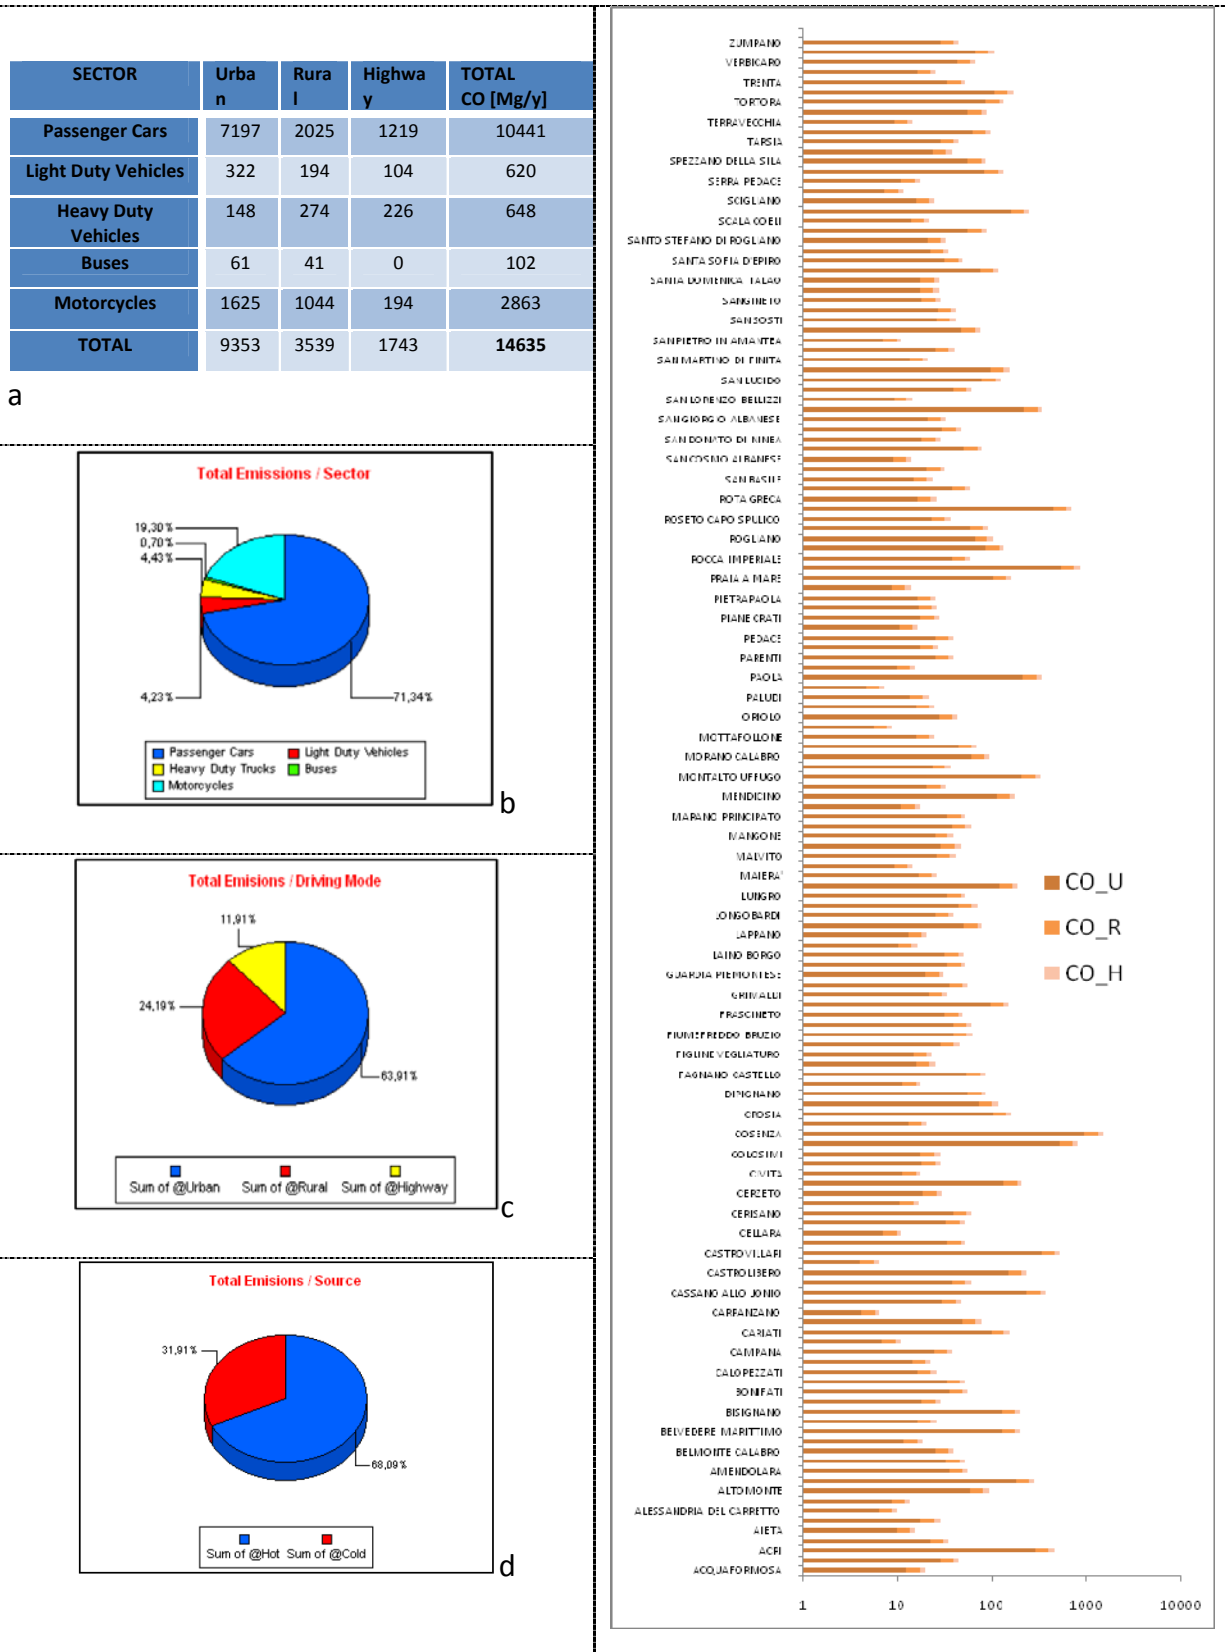 SECTOR
Urba
n
Rura
l
Highwa
y
TOTAL
CO [Mg/y]
Passenger Cars 7197 2025 1219 10441
Light Duty Vehicles 322 194 104 620
Heavy Duty
Vehicles
148 274 226 648
Buses 61 41 0 102
Motorcycles 1625 1044 194 2863
TOTAL 9353 3539 1743 14635
a
Total Emissions / Sector
19,30%
0,70%
4,43%
4,23%
71,34%
Passenger Cars Light Duty Vehicles
Heavy Duty Trucks Buses
Motorcycles
b
Total Emisions / Driving Mode
11,91%
24,19%
63,91%
Sum of @Urban Sum of @Rural Sum of @Highway
c
Total Emisions / Source
31,91%
68,09%
Sum of @Hot Sum of @Cold
d
ZUMPANO
VERBICARO
TRENTA
TORTORA
TERRAVECCHIA
TARSIA
SPEZZANO DELLA SILA
SERRA PEDACE
SCIGLIANO
SCALA COELI
SANTO STEFANO DI ROGLIANO
SANTA SOFIA D'EPIRO
SANTA DOMENICA TALAO
SANGINETO
SAN SOSTI
SAN PIETRO IN AMANTEA
SAN MARTINO DI FINITA
SAN LUCIDO
SAN LORENZO BELLIZZI
SAN GIORGIO ALBANESE
SAN DONATO DI NINEA
SAN COSMO ALBANESE
SAN BASILE
ROTA GRECA
ROSETO CAPO SPULICO
ROGLIANO
ROCCA IMPERIALE
PRAIA A MARE
PIETRAPAOLA
PIANE CRATI
PEDACE
PARENTI
PAOLA
PALUDI
ORIOLO
MOTTAFOLLONE
MORANO CALABRO
MONTALTO UFFUGO
MENDICINO
MARANO PRINCIPATO
MANGONE
MALVITO
MAIERA'
LUNGRO
LONGOBARDI
LAPPANO
LAINO BORGO
GUARDIA PIEMONTESE
GRIMALDI
FRASCINETO
FIUMEFREDDO BRUZIO
FIGLINE VEGLIATURO
FAGNANO CASTELLO
DIPIGNANO
CROSIA
COSENZA
COLOSIMI
CIVITA
CERZETO
CERISANO
CELLARA
CASTROVILLARI
CASTROLIBERO
CASSANO ALLO JONIO
CARPANZANO
CARIATI
CAMPANA
CALOPEZZATI
BONIFATI
BISIGNANO
BELVEDERE MARITTIMO
BELMONTE CALABRO
AMENDOLARA
ALTOMONTE
ALESSANDRIA DEL CARRETTO
AIETA
ACRI
ACQUAFORMOSA
1 10 100 1000 10000
CO_U
CO_R
CO_H